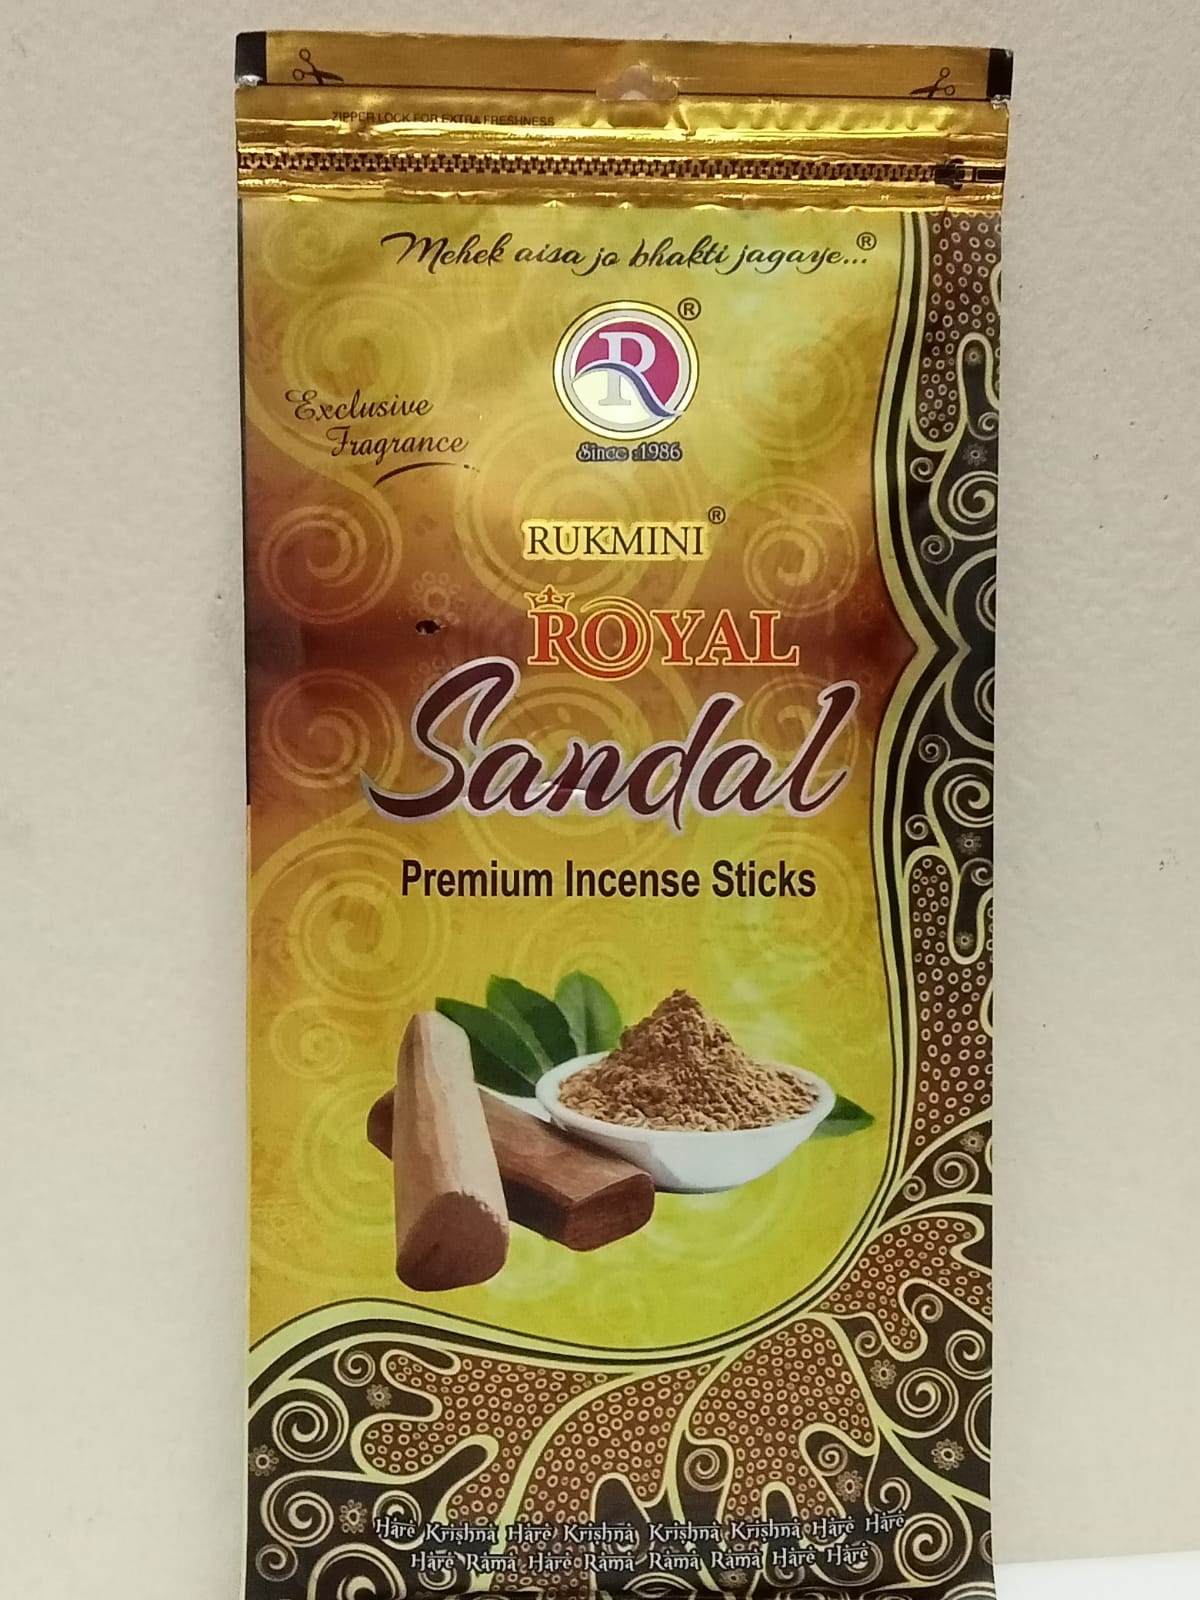 ZIPPER LOCK FOR EXTRA FRESHNESS
Mehek aisa jo bhakti jagaye...®
R®
Since :1986
Exclusive
Fragrance
RUKMINI®
ROYAL
Sandal
Premium Incense Sticks
Hare Krishna Hare Krishna Krishna Krishna Hare Hare
Hare Rama Hare Rama Rama Rama Hare Hare